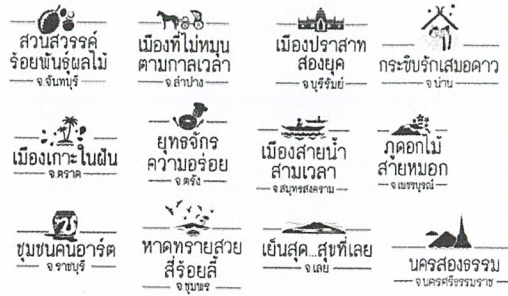 สวนสวรรค์
ร้อยพันธุ์ผลไม้
จ.จันทบุรี
เมืองที่ไม่หมุน
ตามกาลเวลา
จ.ลำปาง
เมืองปราสาท
สองยุค
จ.บุรีรัมย์
กระซิบรักเสมอดาว
จ.น่าน
เมืองเกาะในฝัน
จ.ตราด
ยุทธจักร
ความอร่อย
จ.ตรัง
เมืองสายน้ำ
สามเวลา
จ.สมุทรสงคราม
ภูดอกไม้
สายหมอก
จ.เพชรบูรณ์
ชุมชนคนอาร์ต
จ.ราชบุรี
หาดทรายสวย
สี่ร้อยลี้
จ.ชุมพร
เย็นสุด...สุขที่เลย
จ.เลย
นครสองธรรม
จ.นครศรีธรรมราช